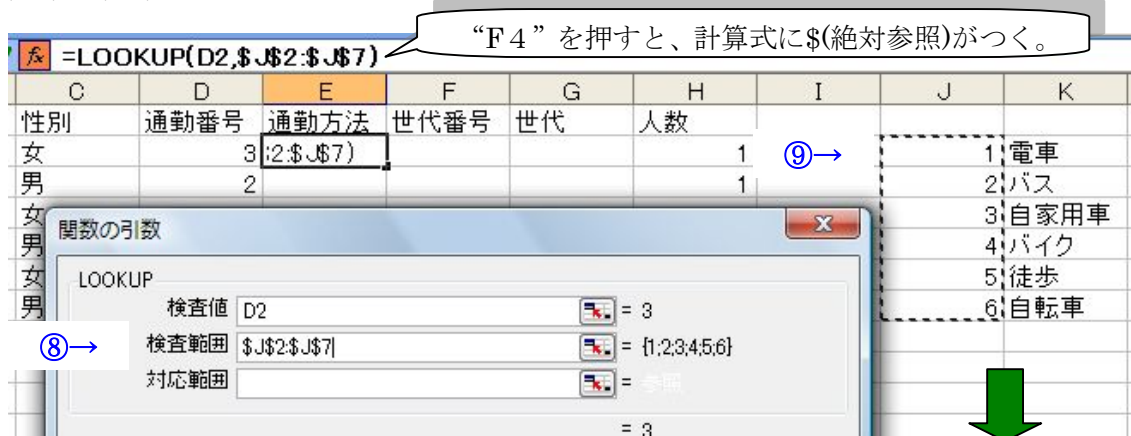 “F４”を押すと、計算式に$(絶対参照)がつく。
fx =LOOKUP(D2,$J$2:$J$7)
C D E F G H I J K
性別 通勤番号 通勤方法 世代番号 世代 人数
女 3 $2:$J$7) 1 ⑨→ 1 電車
男 2 1 2 バス
女 3 自家用車
男 4 バイク
女 5 徒歩
男 6 自転車
関数の引数
LOOKUP
検査値 D2 = 3
⑧→ 検査範囲 $J$2:$J$7 = {1;2;3;4;5;6}
対応範囲 = 参照
= 3